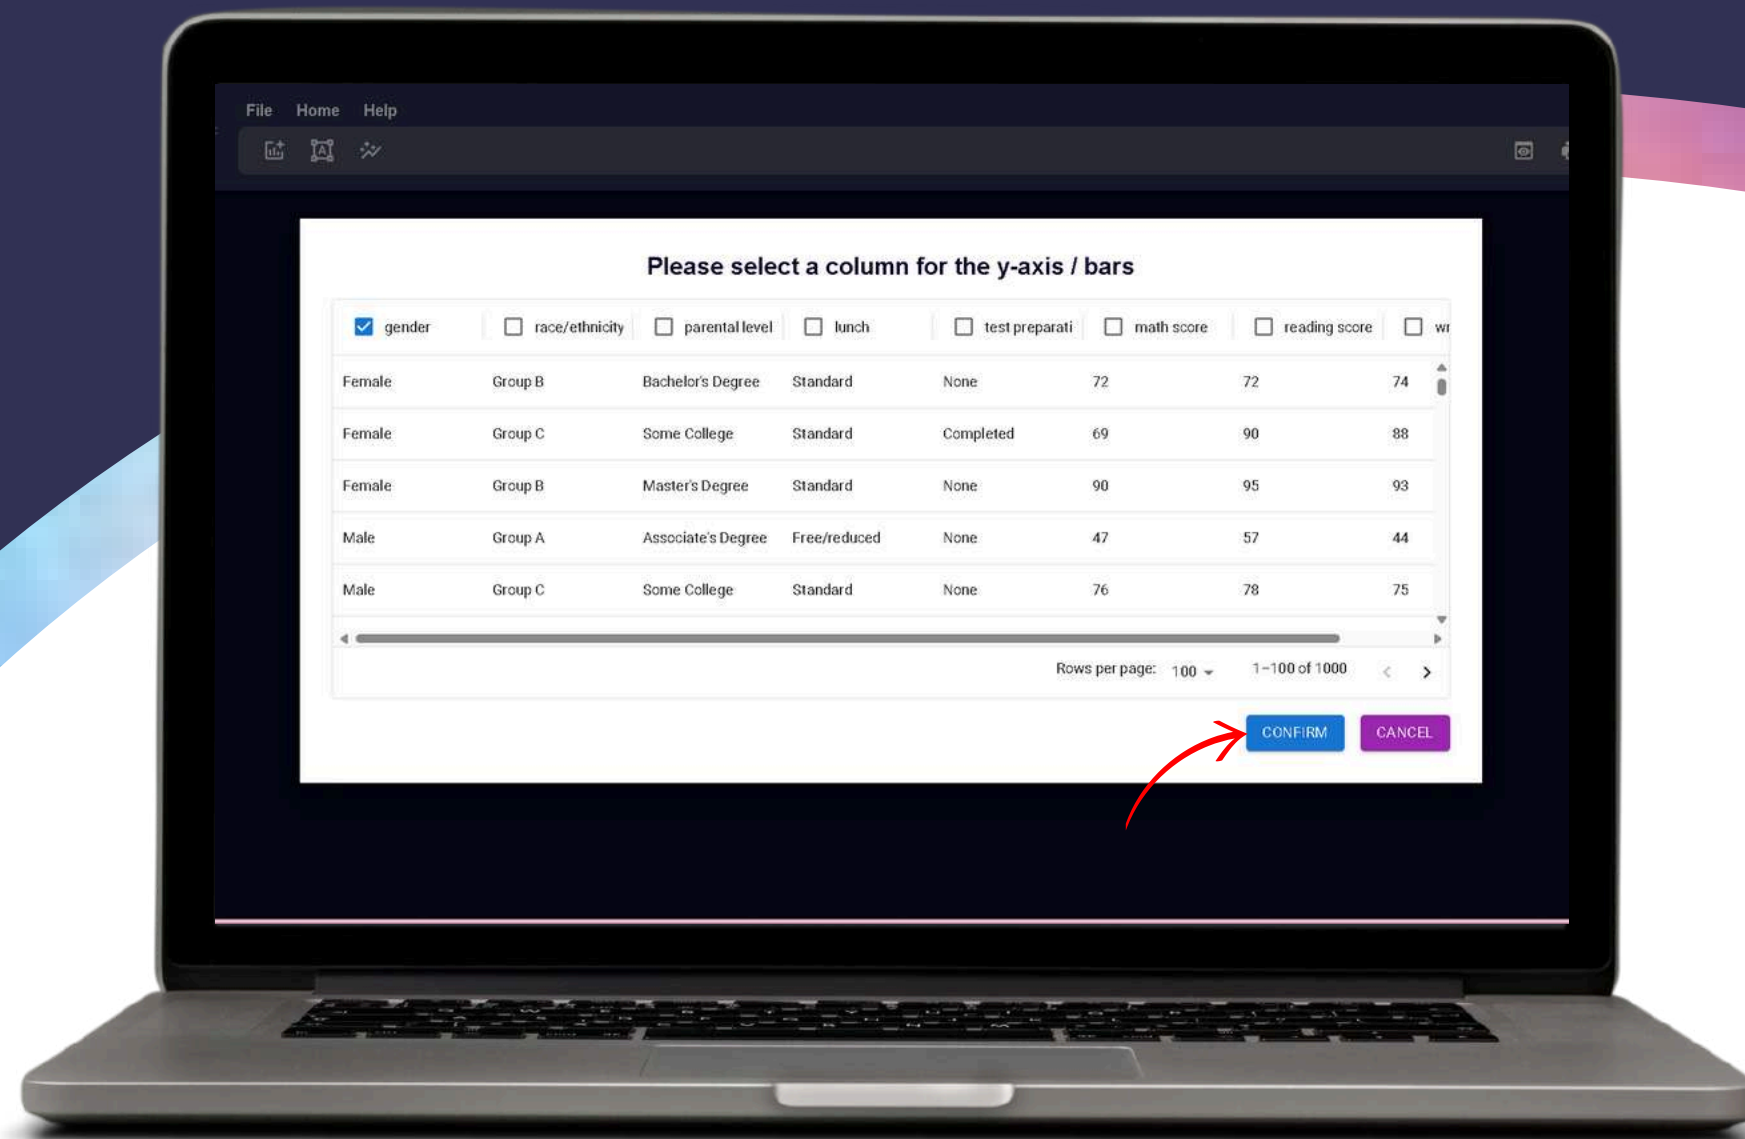 File Home Help
Please select a column for the y-axis / bars
gender race/ethnicity parental level lunch test preparati math score reading score wr
Female Group B Bachelor's Degree Standard None 72 72 74
Female Group C Some College Standard Completed 69 90 88
Female Group B Master's Degree Standard None 90 95 93
Male Group A Associate's Degree Free/reduced None 47 57 44
Male Group C Some College Standard None 76 78 75
Rows per page: 100 1–100 of 1000
CONFIRM CANCEL